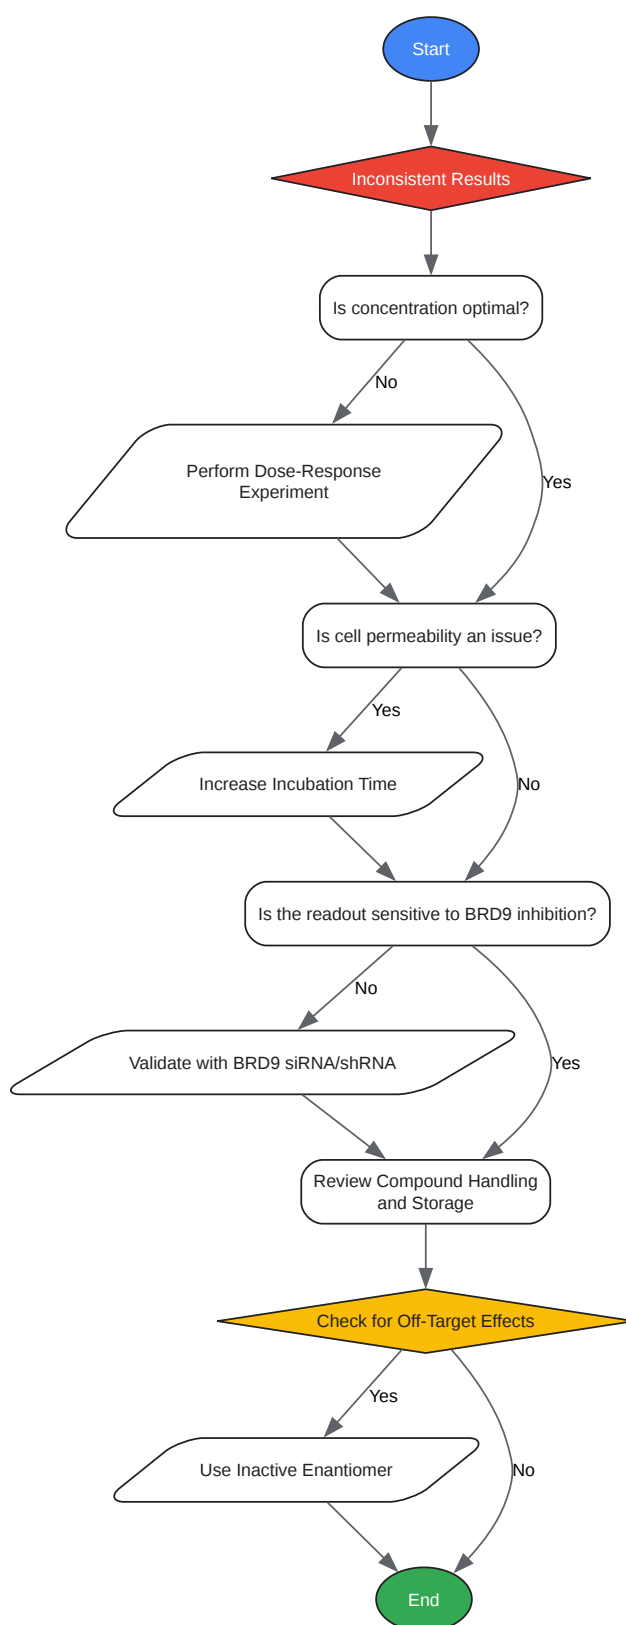 Start
Inconsistent Results
Is concentration optimal?
No
Perform Dose-Response
Experiment
Yes
Is cell permeability an issue?
Yes
Increase Incubation Time
No
Is the readout sensitive to BRD9 inhibition?
No
Validate with BRD9 siRNA/shRNA
Yes
Review Compound Handling
and Storage
Check for Off-Target Effects
Yes
Use Inactive Enantiomer
No
End